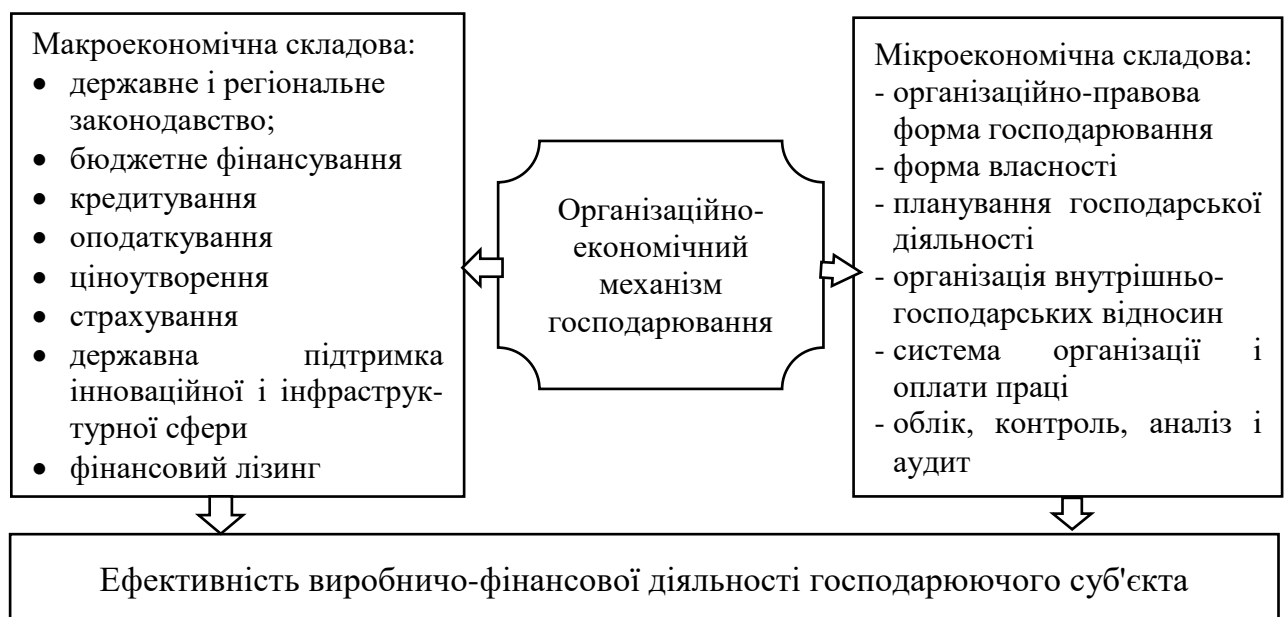 Макроекономічна складова:
• державне і регіональне
законодавство;
• бюджетне фінансування
• кредитування
• оподаткування
• ціноутворення
• страхування
• державна підтримка
інноваційної і інфраструк-
турної сфери
• фінансовий лізинг
Організаційно-
економічний
механізм
господарювання
Мікроекономічна складова:
- організаційно-правова
форма господарювання
- форма власності
- планування господарської
діяльності
- організація внутрішньо-
господарських відносин
- система організації і
оплати праці
- облік, контроль, аналіз і
аудит
Ефективність виробничо-фінансової діяльності господарюючого суб'єкта